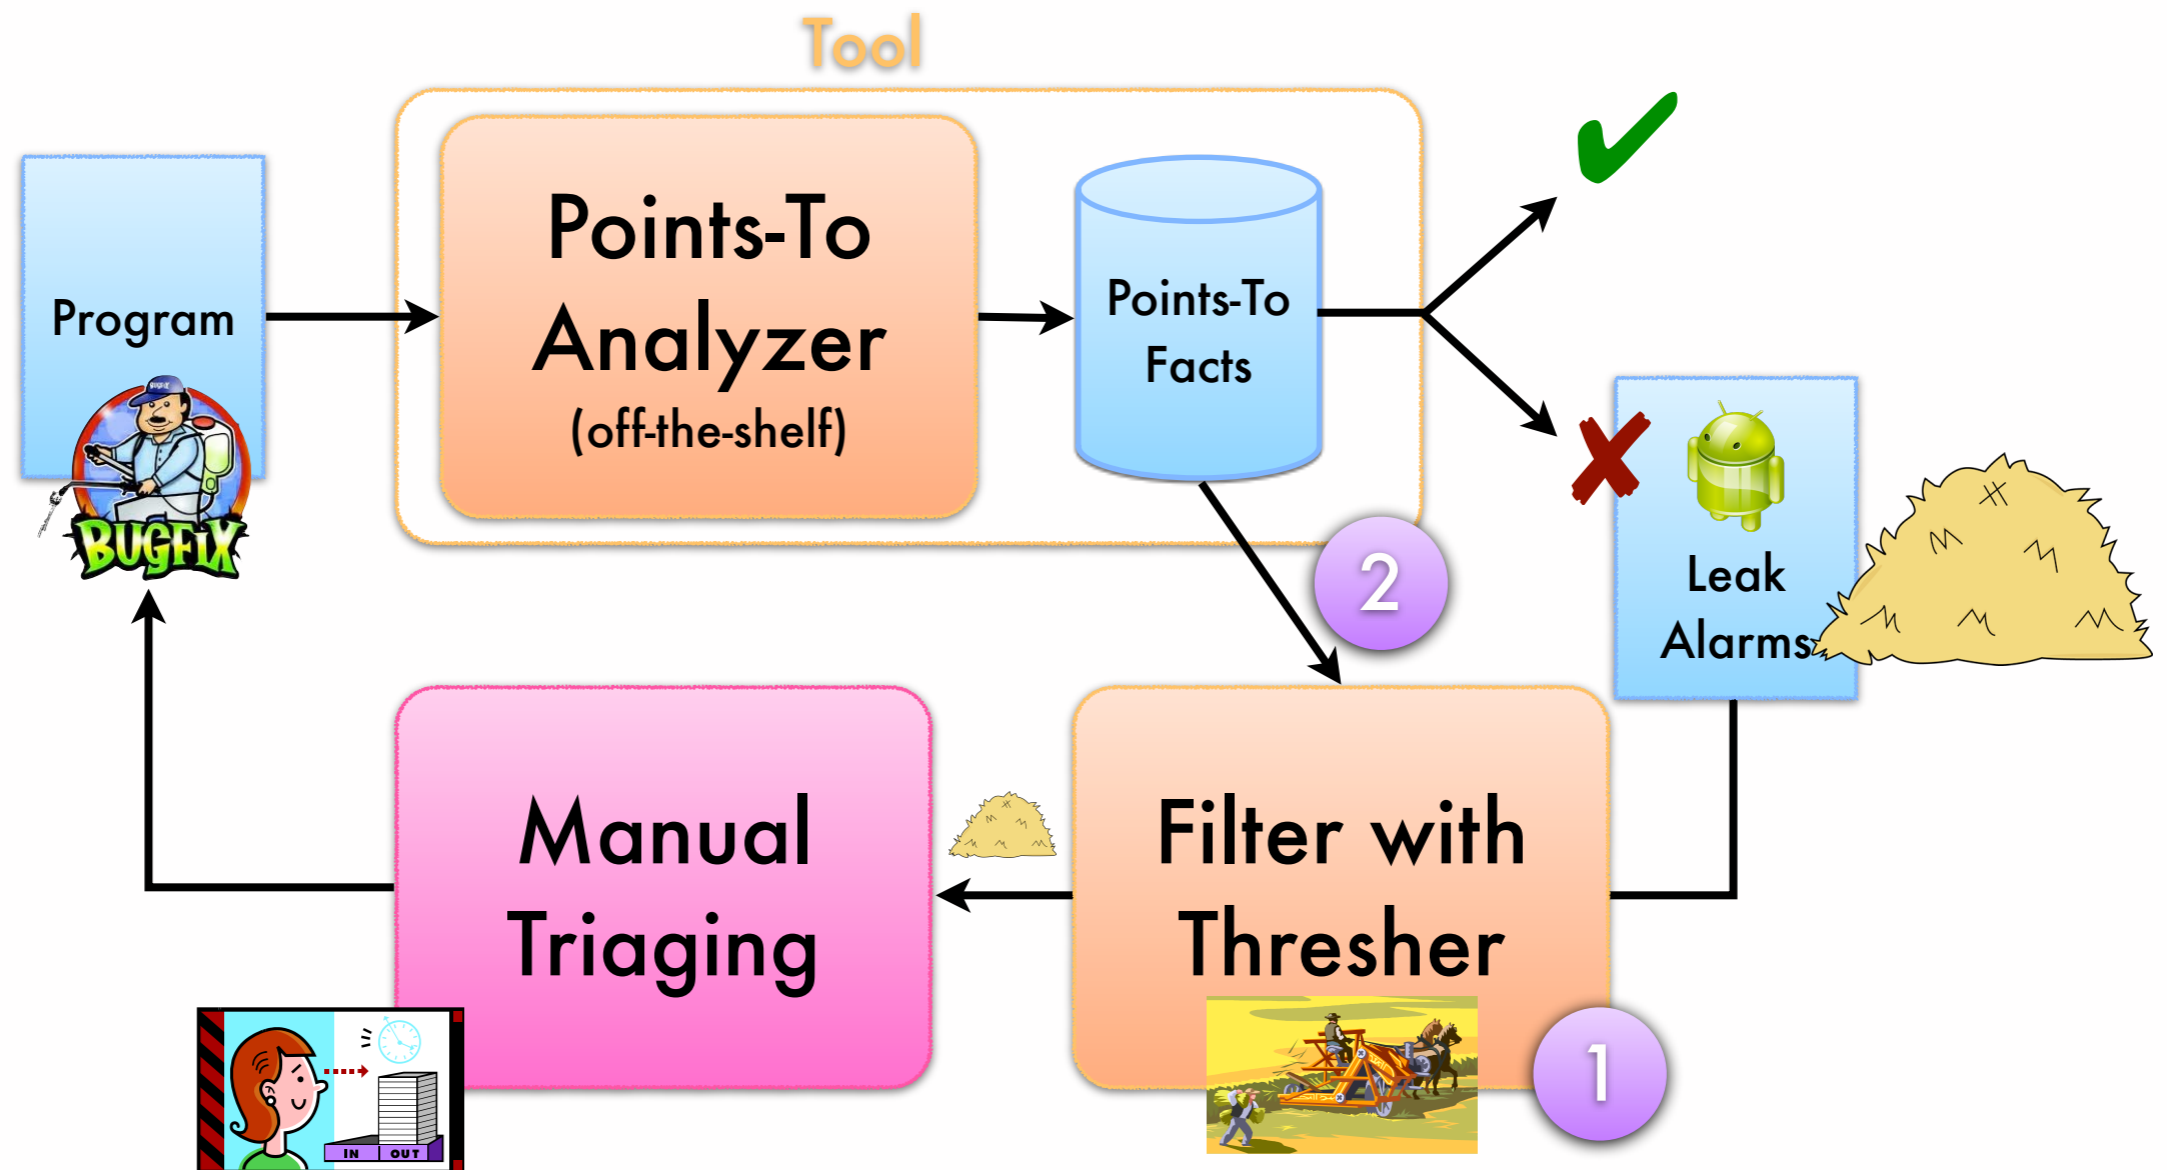 Tool
Points-To
Analyzer
(off-the-shelf)
Points-To
Facts
Program
BUGFIX
BUGFIX
2
Leak
Alarms
Manual
Triaging
Filter with
Thresher
1
IN OUT